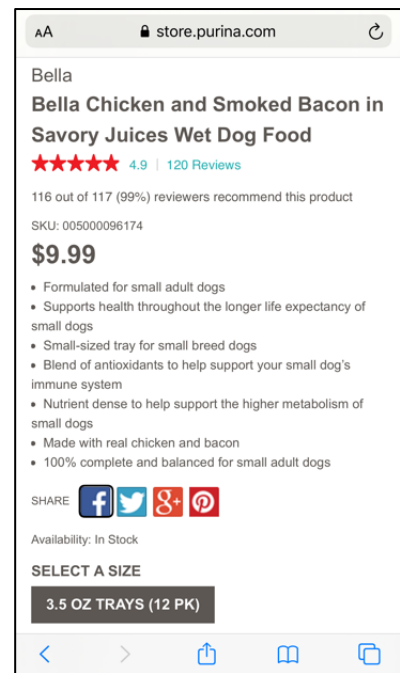 AA store.purina.com
Bella
Bella Chicken and Smoked Bacon in
Savory Juices Wet Dog Food
4.9 | 120 Reviews
116 out of 117 (99%) reviewers recommend this product
SKU: 005000096174
$9.99
• Formulated for small adult dogs
• Supports health throughout the longer life expectancy of
small dogs
• Small-sized tray for small breed dogs
• Blend of antioxidants to help support your small dog's
immune system
• Nutrient dense to help support the higher metabolism of
small dogs
• Made with real chicken and bacon
• 100% complete and balanced for small adult dogs
SHARE f g+
Availability: In Stock
SELECT A SIZE
3.5 OZ TRAYS (12 PK)